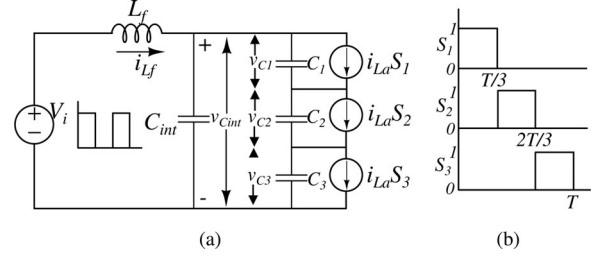 L_f
i_Lf
+
-
V_i
+
−
C_int
v_Cint
v_C1
C_1
i_La S_1
v_C2
C_2
i_La S_2
v_C3
C_3
i_La S_3
(a)
1
S_1
0
T/3
1
S_2
0
2T/3
1
S_3
0
T
(b)